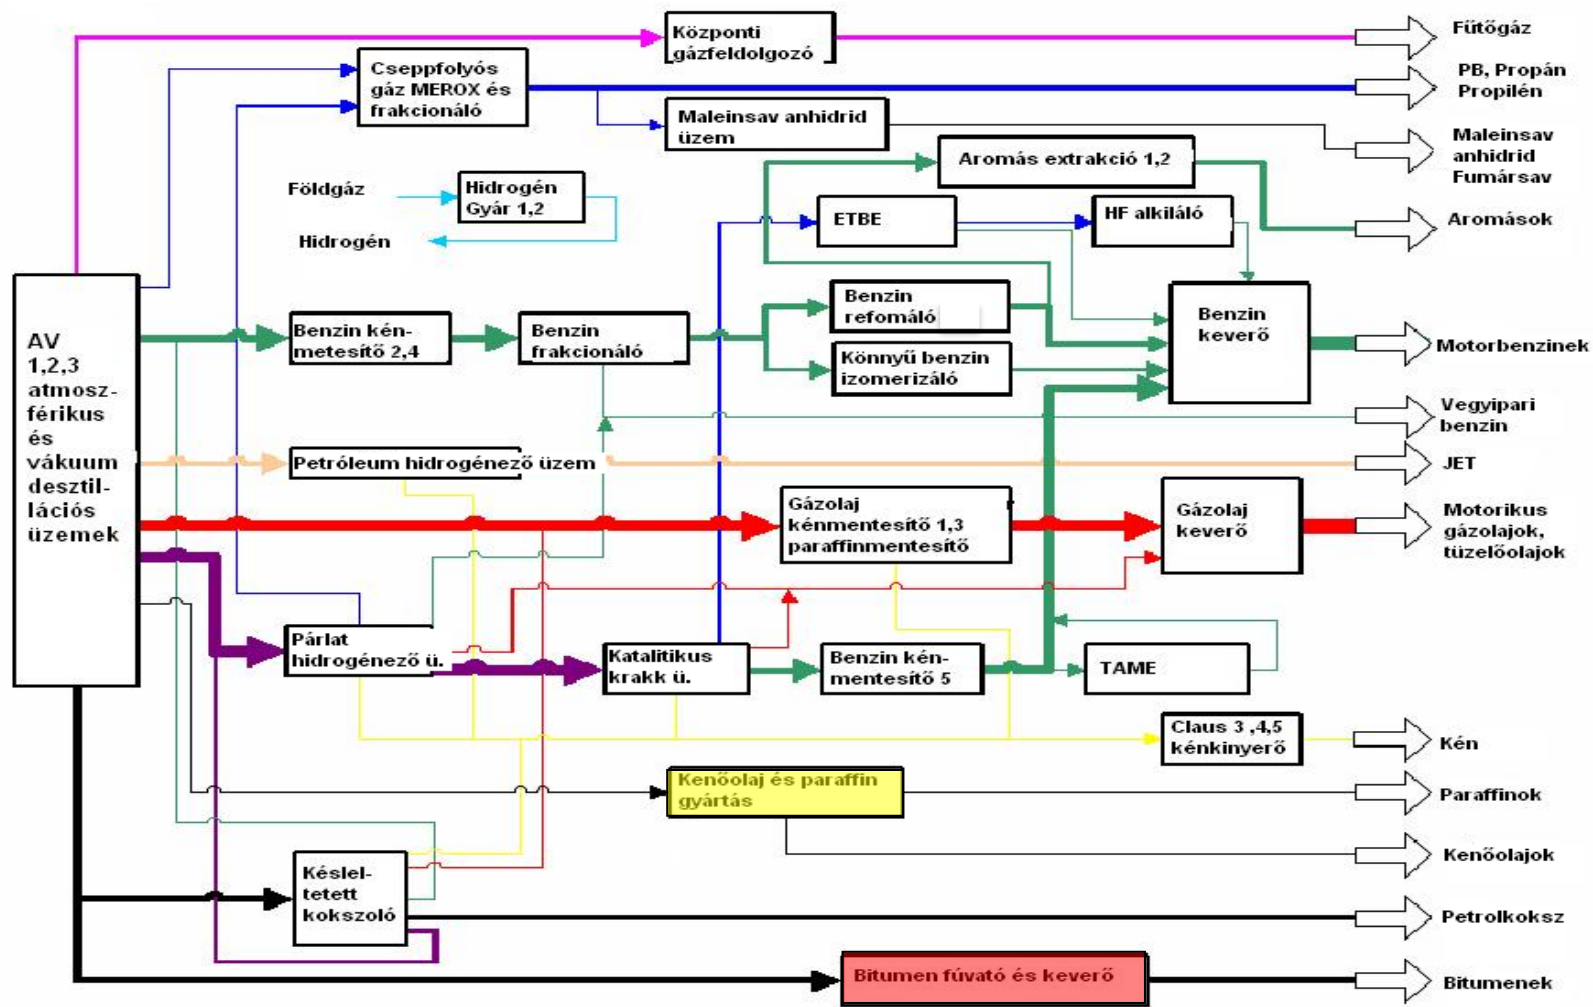 Központi
gázfeldolgozó
Fűtőgáz
Cseppfolyós
gáz MEROX és
frakcionáló
PB, Propán
Propilén
Maleinsav anhidrid
üzem
Maleinsav
anhidrid
Fumársav
Aromás extrakció 1,2
Földgáz
Hidrogén
Gyár 1,2
Hidrogén
ETBE
HF alkiláló
Aromások
AV
1,2,3
atmosz-
férikus
és
vákuum
desztil-
lációs
üzemek
Benzin kén-
metesítő 2,4
Benzin
frakcionáló
Benzin
refomáló
Könnyű benzin
izomerizáló
Benzin
keverő
Motorbenzinek
Vegyipari
benzin
Petróleum hidrogénező üzem
JET
Gázolaj
kénmentesítő 1,3
paraffinmentesítő
Gázolaj
keverő
Motorikus
gázolajok,
tüzelőolajok
Párlat
hidrogénező ü.
Katalitikus
krakk ü.
Benzin kén-
mentesítő 5
TAME
Claus 3 ,4,5
kénkinyerő
Kén
Kenőolaj és paraffin
gyártás
Paraffinok
Kenőolajok
Késlel-
tetett
kokszoló
Petrolkoksz
Bitumen fúvató és keverő
Bitumenek